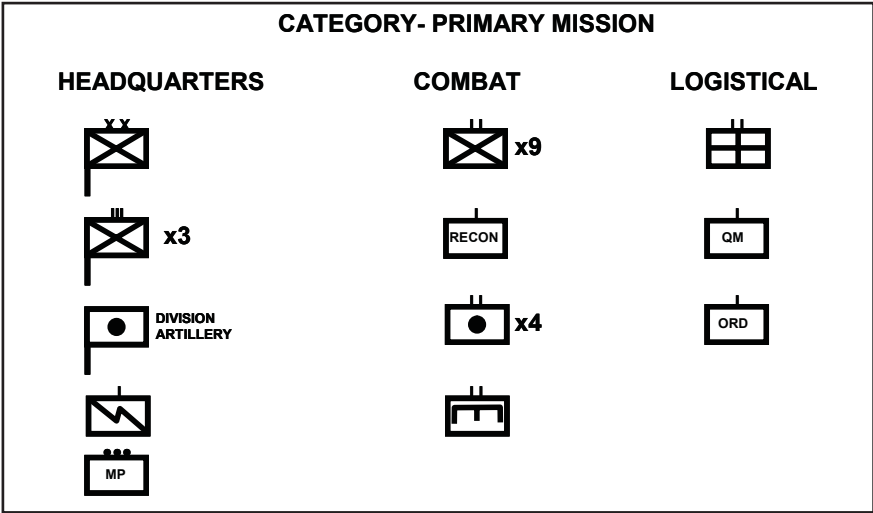 CATEGORY- PRIMARY MISSION
HEADQUARTERS COMBAT LOGISTICAL
X X
x9
RECON
QM
x3
DIVISION
ARTILLERY
x4
ORD
MP